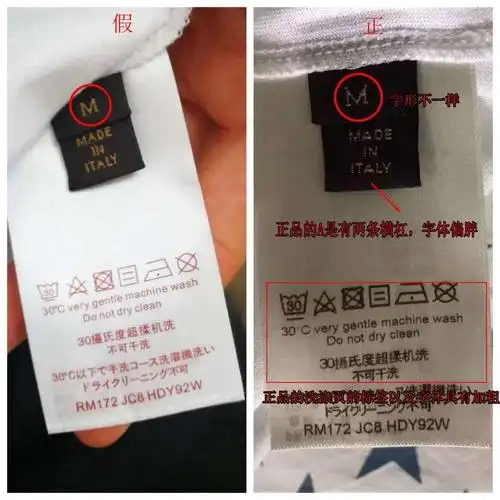 假
M
MADE
IN
ITALY
30
30°C very gentle machine wash
Do not dry clean
30攝氏度超揉机洗
不可干洗
30℃以下で手洗コース洗濯機洗い
ドライクリーニング不可
RM172 JC8 HDY92W
正
M
字形不一样
MADE
IN
ITALY
正品的A是有两条横杠，字体偏胖
30
30°C very gentle machine wash
Do not dry clean
30攝氏度超揉机洗
不可干洗
正品的洗涤页的标签以及字体具有加粗
ドライクリーニング不可
RM172 JC8 HDY92W